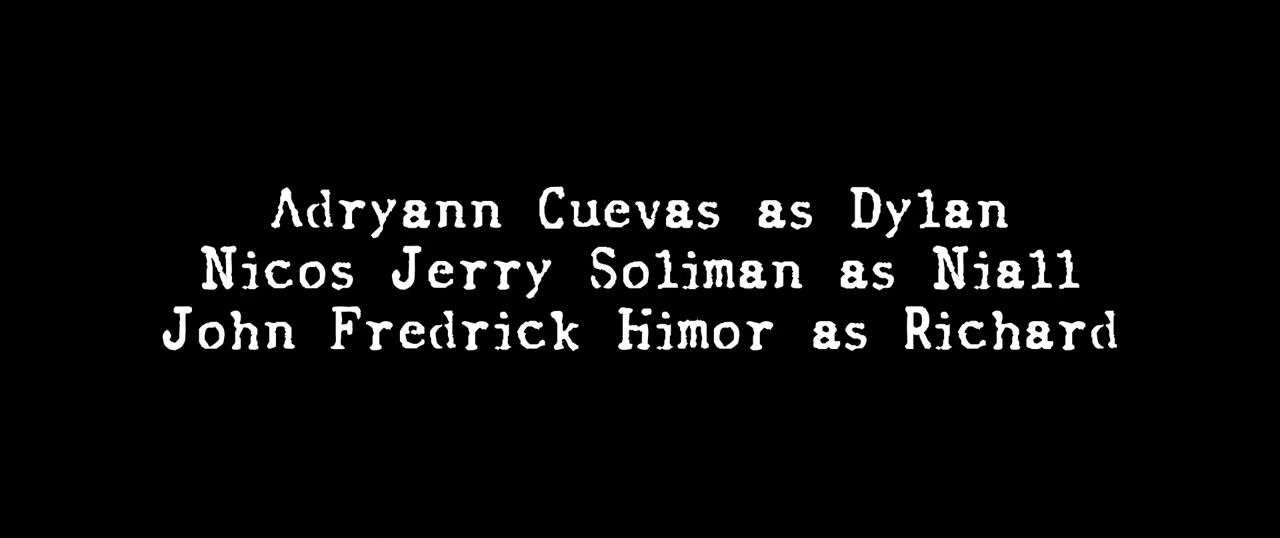 Adryann Cuevas as Dylan
Nicos Jerry Soliman as Niall
John Fredrick Himor as Richard